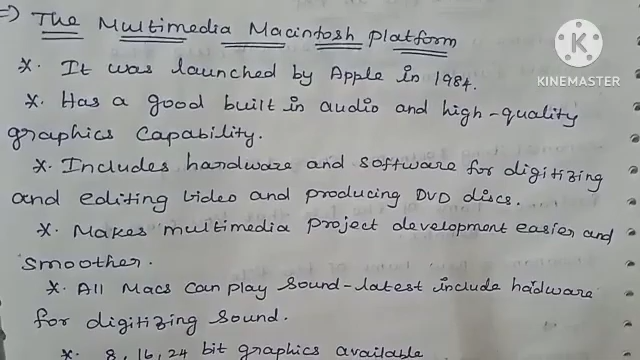 => The Multimedia Macintosh platform
*. It was launched by Apple in 1984.
*. Has a good built in audio and high-quality
graphics capability.
*. Includes hardware and software for digitizing
and editing video and producing DVD discs.
*. Makes multimedia project development easier and
smoother.
*. All Macs can play sound-latest include hardware
for digitizing sound.
*. 8, 16, 24 bit graphics available
K
KINEMASTER